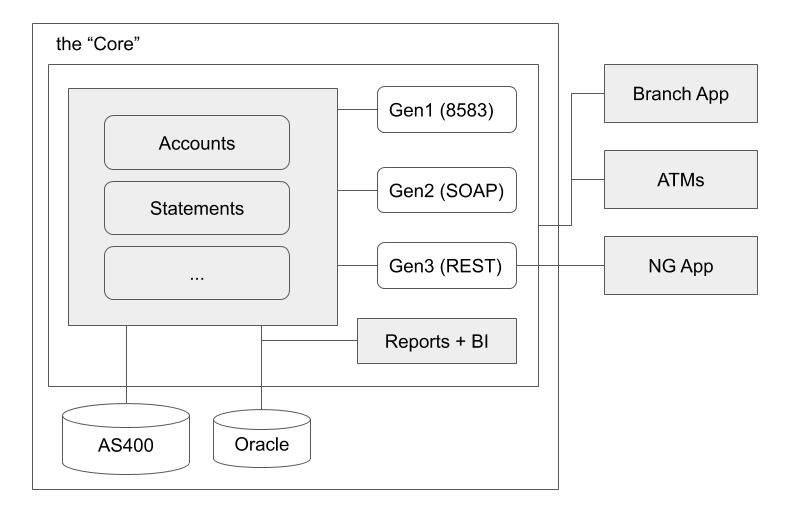 the “Core”
Accounts
Statements
...
Gen1 (8583)
Gen2 (SOAP)
Gen3 (REST)
Reports + BI
AS400
Oracle
Branch App
ATMs
NG App